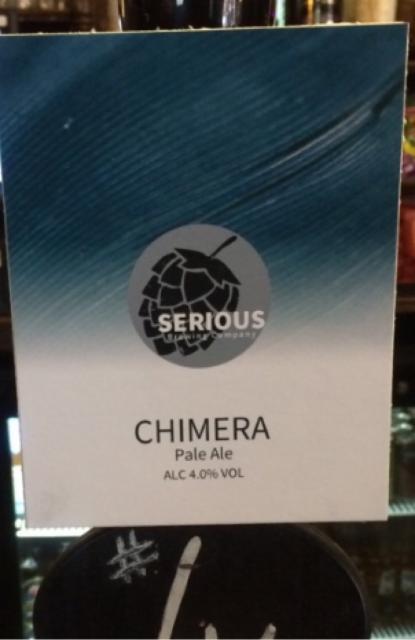 SERIOUS
Brewing Company
CHIMERA
Pale Ale
ALC 4.0% VOL
#